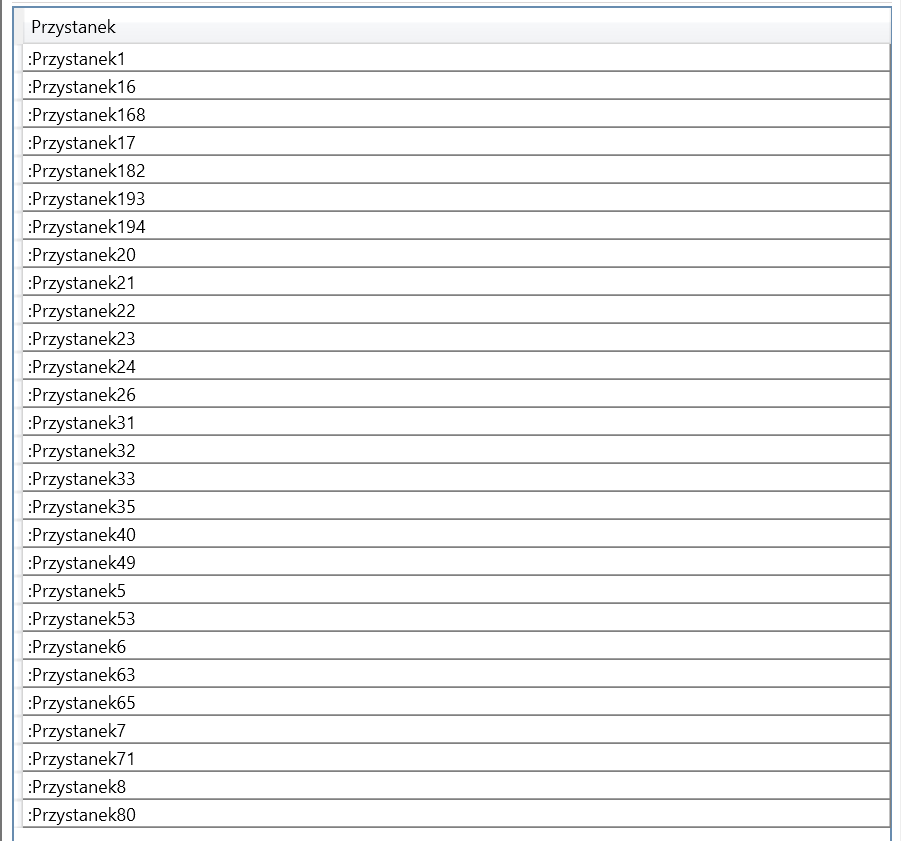 Przystanek
:Przystanek1
:Przystanek16
:Przystanek168
:Przystanek17
:Przystanek182
:Przystanek193
:Przystanek194
:Przystanek20
:Przystanek21
:Przystanek22
:Przystanek23
:Przystanek24
:Przystanek26
:Przystanek31
:Przystanek32
:Przystanek33
:Przystanek35
:Przystanek40
:Przystanek49
:Przystanek5
:Przystanek53
:Przystanek6
:Przystanek63
:Przystanek65
:Przystanek7
:Przystanek71
:Przystanek8
:Przystanek80